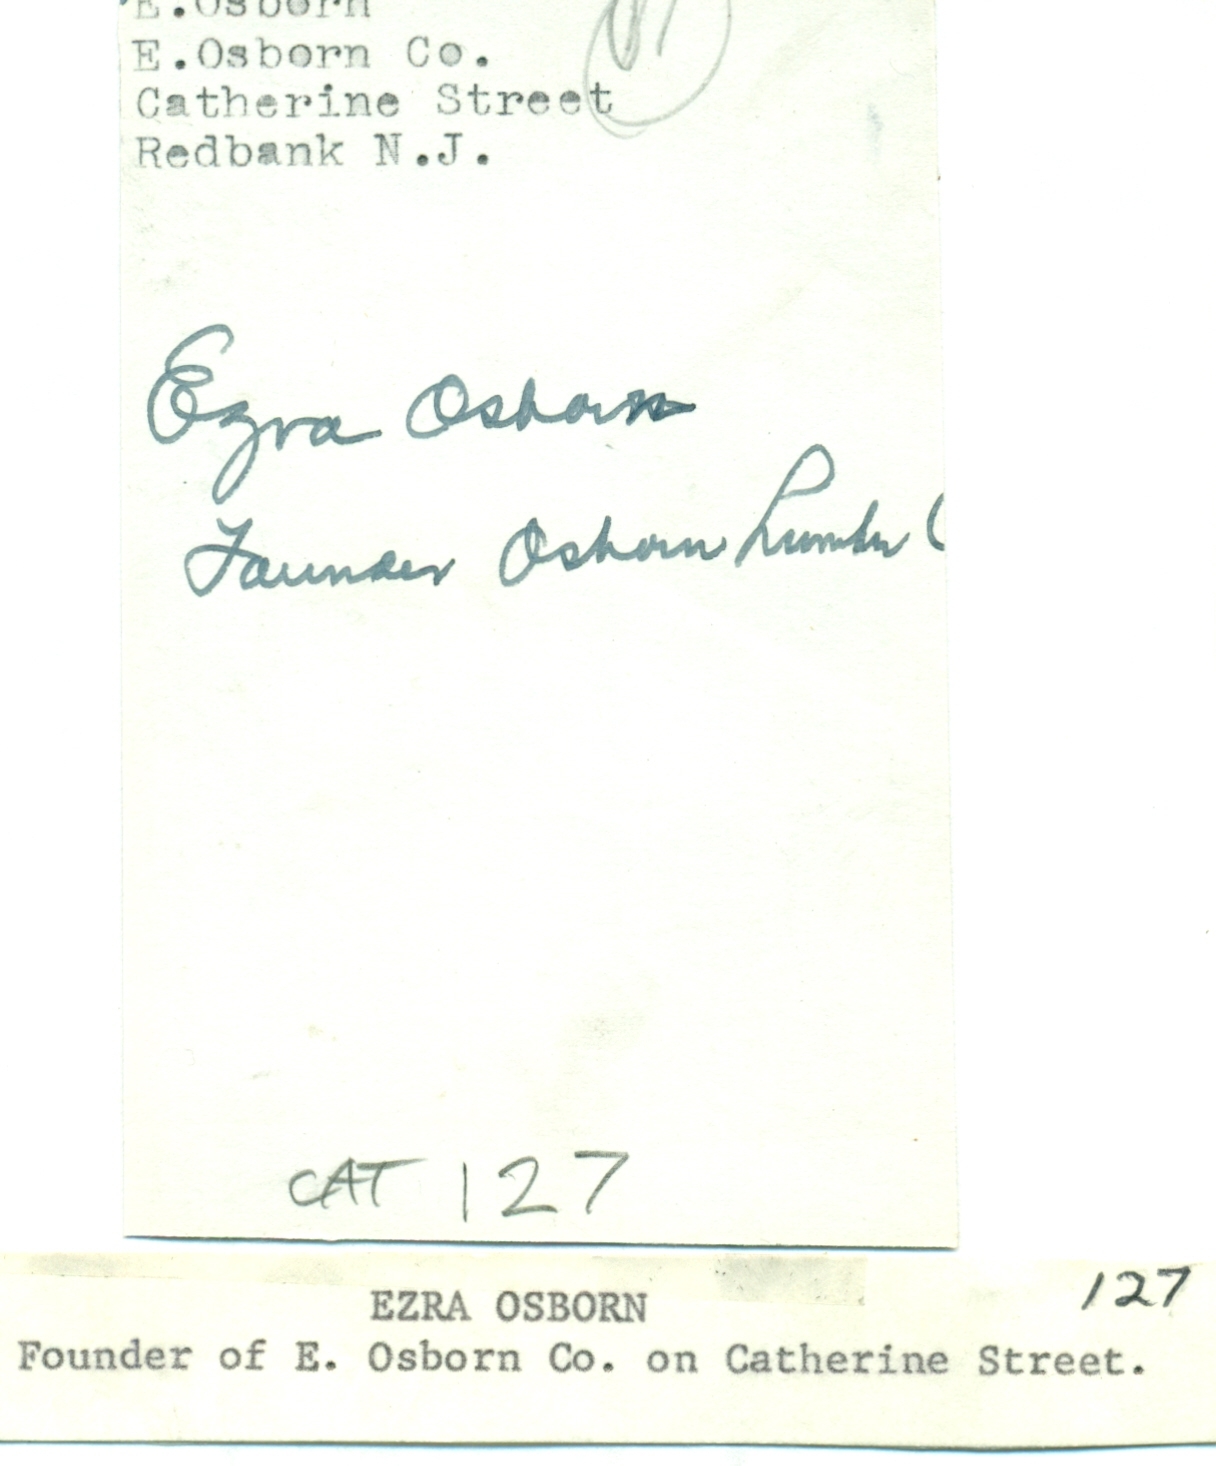 E.Osborn
E.Osborn Co.
Catherine Street
Redbank N.J.
Ezra Osborn
Founder Osborn Lumber
CAT 127
127
EZRA OSBORN
Founder of E. Osborn Co. on Catherine Street.